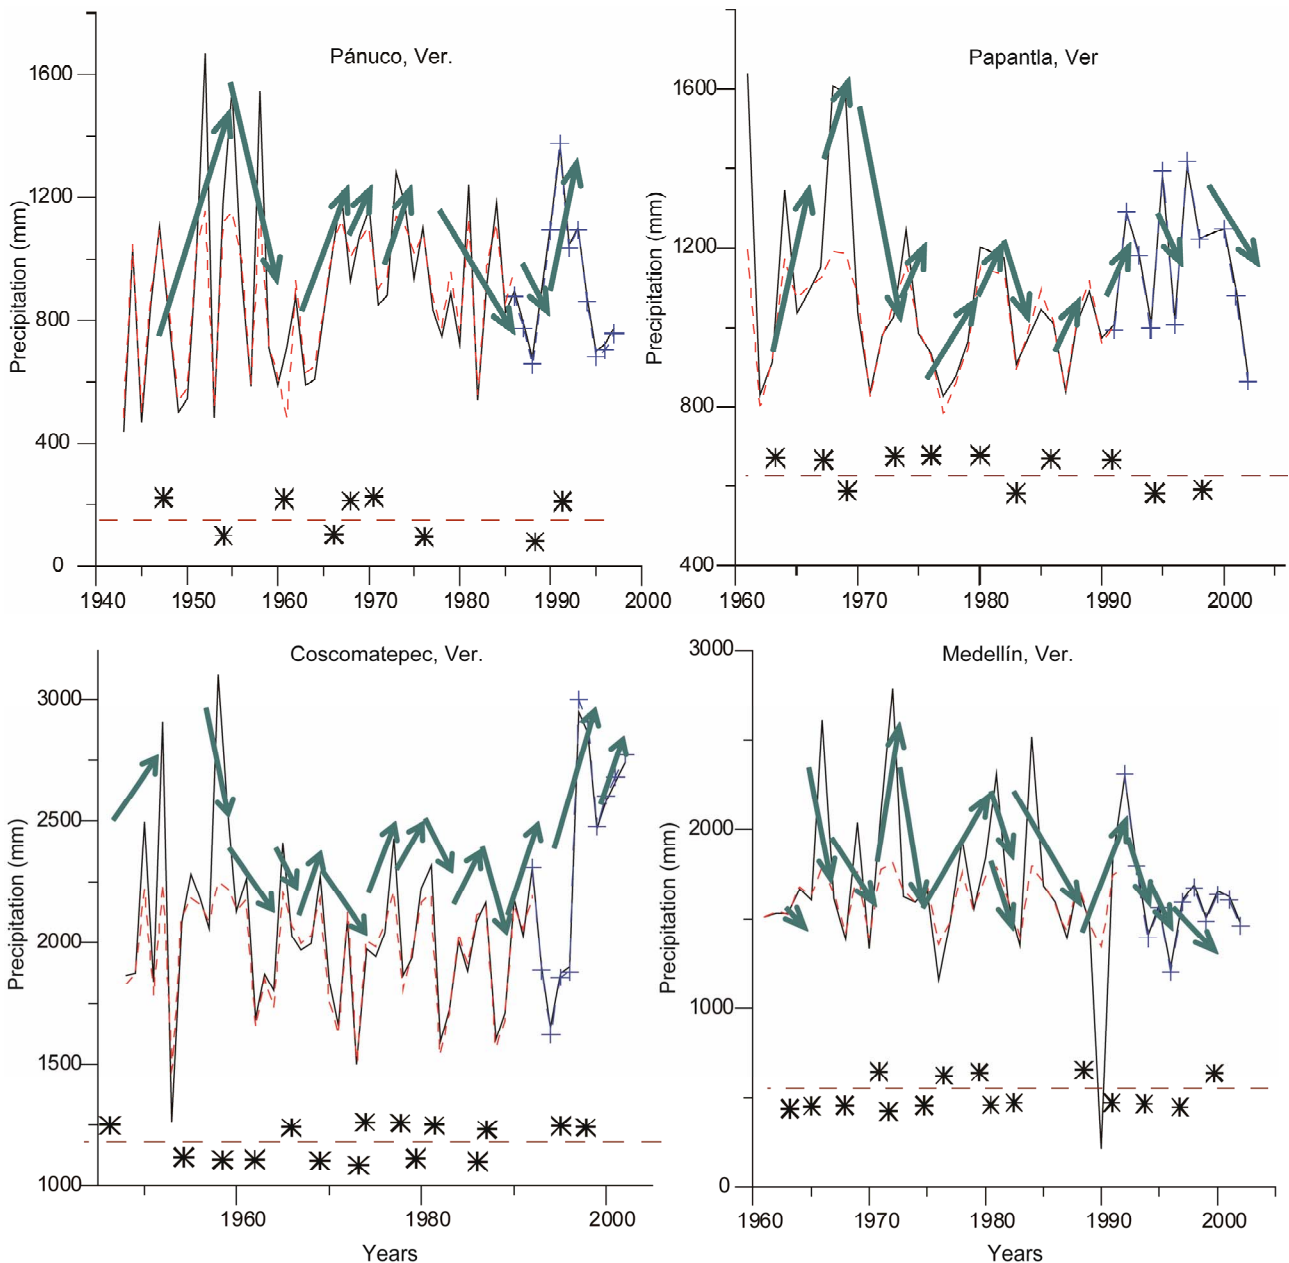 Pánuco, Ver.
Precipitation (mm)
1600
1200
800
400
0
1940 1950 1960 1970 1980 1990 2000
Papantla, Ver
Precipitation (mm)
1600
1200
800
400
1960 1970 1980 1990 2000
Coscomatepec, Ver.
Precipitation (mm)
3000
2500
2000
1500
1000
1960 1980 2000
Years
Medellín, Ver.
Precipitation (mm)
3000
2000
1000
0
1960 1970 1980 1990 2000
Years